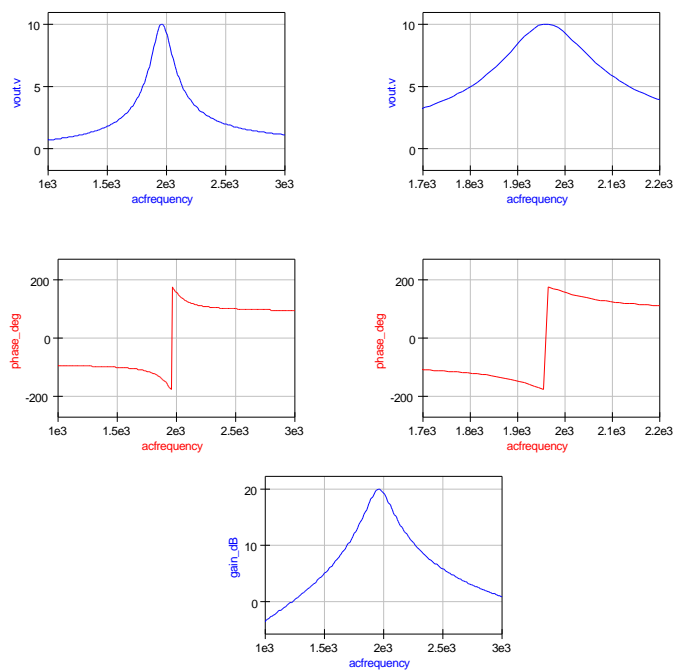 vout.v
10
5
0
1e3 1.5e3 2e3 2.5e3 3e3
acfrequency
vout.v
10
5
0
1.7e3 1.8e3 1.9e3 2e3 2.1e3 2.2e3
acfrequency
phase_deg
200
0
-200
1e3 1.5e3 2e3 2.5e3 3e3
acfrequency
phase_deg
200
0
-200
1.7e3 1.8e3 1.9e3 2e3 2.1e3 2.2e3
acfrequency
gain_dB
20
10
0
1e3 1.5e3 2e3 2.5e3 3e3
acfrequency